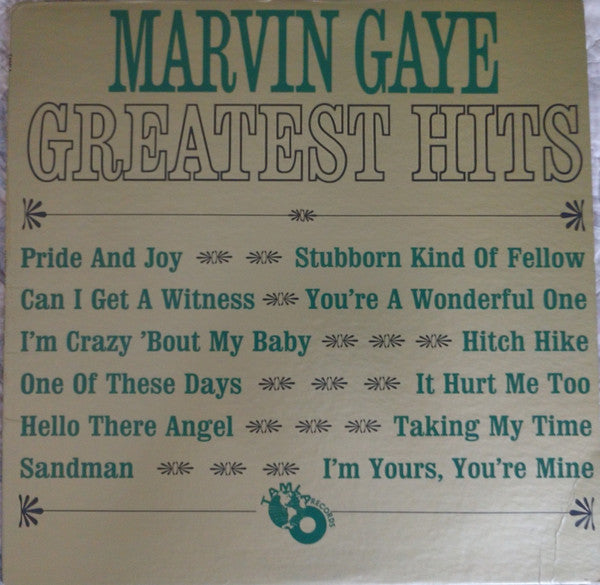 MARVIN GAYE
GREATEST HITS
Pride And Joy Stubborn Kind Of Fellow
Can I Get A Witness You're A Wonderful One
I'm Crazy 'Bout My Baby Hitch Hike
One Of These Days It Hurt Me Too
Hello There Angel Taking My Time
Sandman I'm Yours, You're Mine
TAMLA RECORDS